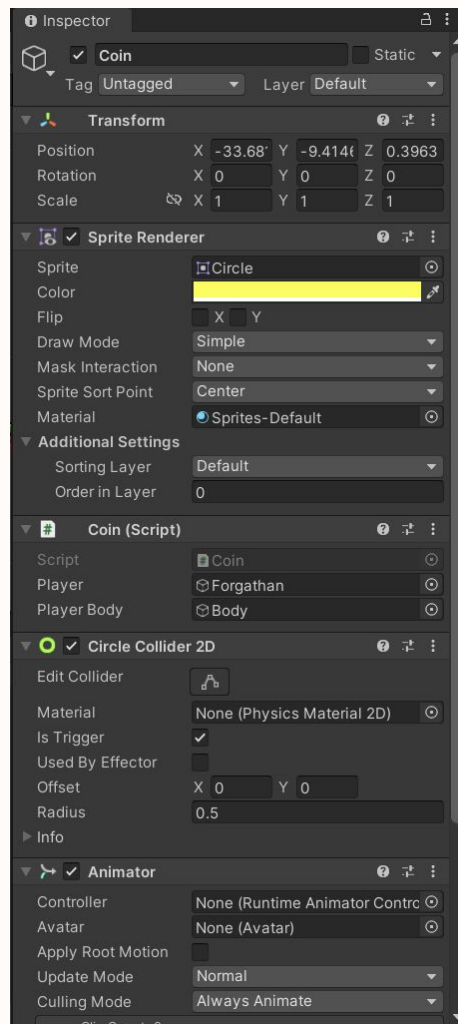 Inspector
Coin Static
Tag Untagged Layer Default
Transform
Position X -33.68 Y -9.414 Z 0.3963
Rotation X 0 Y 0 Z 0
Scale X 1 Y 1 Z 1
Sprite Renderer
Sprite Circle
Color
Flip X Y
Draw Mode Simple
Mask Interaction None
Sprite Sort Point Center
Material Sprites-Default
Additional Settings
Sorting Layer Default
Order in Layer 0
# Coin (Script)
Script # Coin
Player Forgathan
Player Body Body
Circle Collider 2D
Edit Collider
Material None (Physics Material 2D)
Is Trigger
Used By Effector
Offset X 0 Y 0
Radius 0.5
Info
Animator
Controller None (Runtime Animator Contro
Avatar None (Avatar)
Apply Root Motion
Update Mode Normal
Culling Mode Always Animate